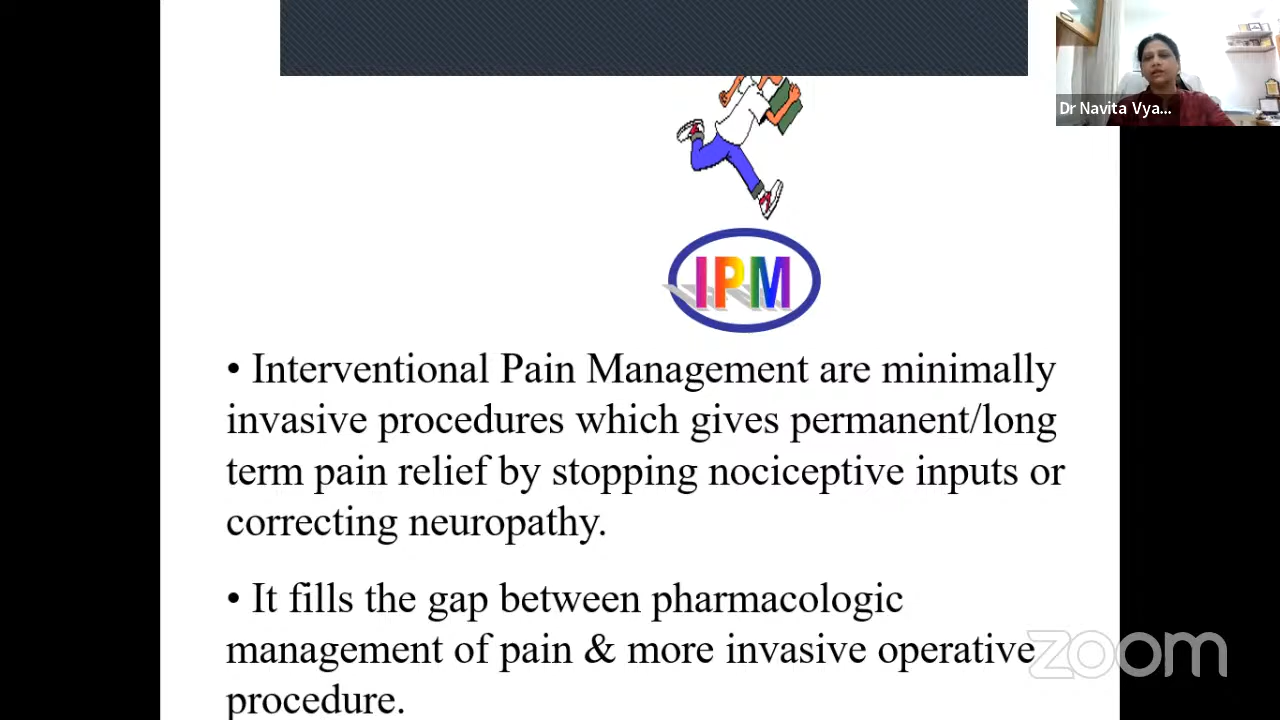 Dr Navita Vya...
IPM
• Interventional Pain Management are minimally
invasive procedures which gives permanent/long
term pain relief by stopping nociceptive inputs or
correcting neuropathy.
• It fills the gap between pharmacologic
management of pain & more invasive operative
procedure.
zoom